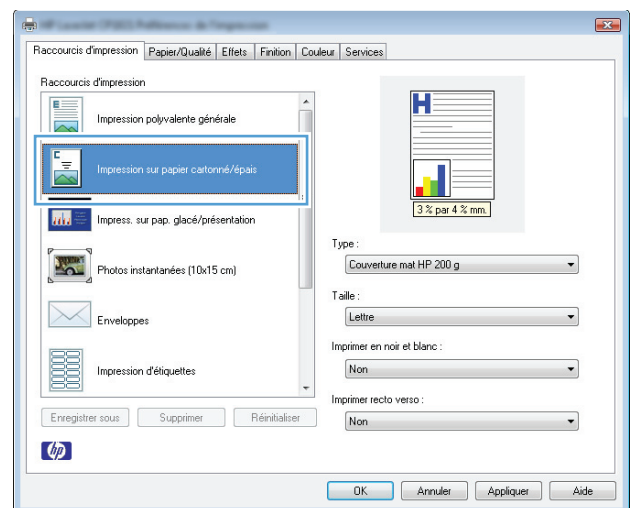 Raccourcis d'impression Papier/Qualité Effets Finition Couleur Services
Raccourcis d'impression
Impression polyvalente générale
Impression sur papier cartonné/épais
Impress. sur pap. glacé/présentation
Photos instantanées (10x15 cm)
Enveloppes
Impression d'étiquettes
Enregistrer sous Supprimer Réinitialiser
hp
H
3 % par 4 % mm.
Type :
Couverture mat HP 200 g
Taille :
Lettre
Imprimer en noir et blanc :
Non
Imprimer recto verso :
Non
OK Annuler Appliquer Aide